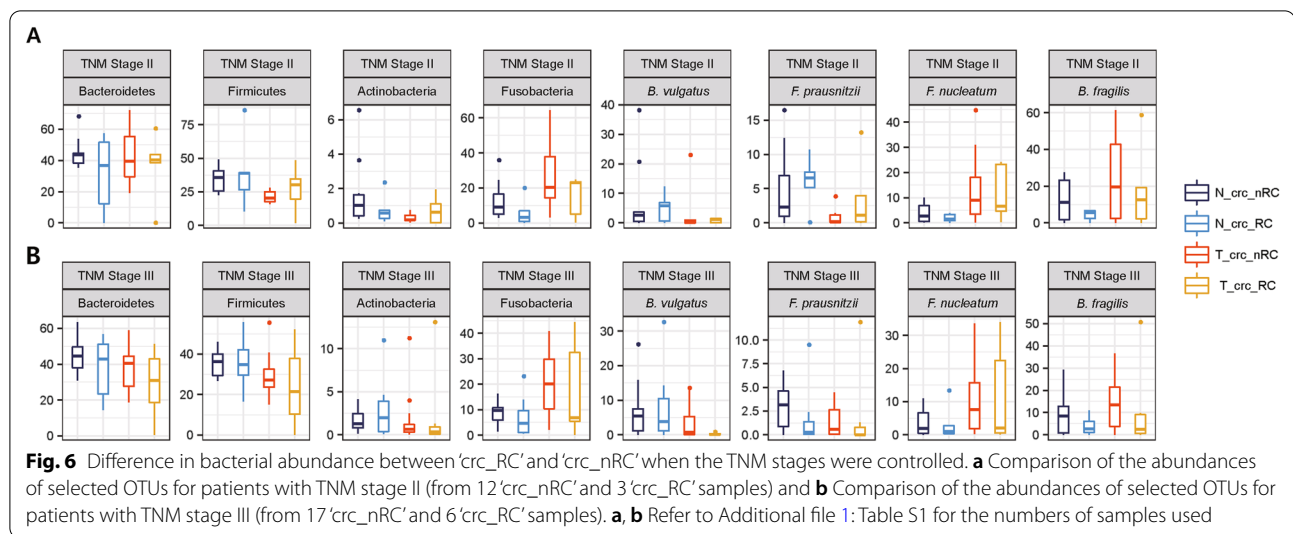 A
TNM Stage II TNM Stage II TNM Stage II TNM Stage II TNM Stage II TNM Stage II TNM Stage II TNM Stage II
Bacteroidetes Firmicutes Actinobacteria Fusobacteria B. vulgatus F. prausnitzii F. nucleatum B. fragilis
60 40 20 0
75 50 25 0
6 4 2 0
60 40 20 0
40 30 20 10 0
15 10 5 0
40 30 20 10 0
60 40 20 0
N_crc_nRC
N_crc_RC
T_crc_nRC
T_crc_RC
B
TNM Stage III TNM Stage III TNM Stage III TNM Stage III TNM Stage III TNM Stage III TNM Stage III TNM Stage III
Bacteroidetes Firmicutes Actinobacteria Fusobacteria B. vulgatus F. prausnitzii F. nucleatum B. fragilis
60 40 20 0
40 20 0
10 5 0
40 30 20 10 0
30 20 10 0
10.0 7.5 5.0 2.5 0.0
30 20 10 0
50 40 30 20 10 0
Fig. 6 Difference in bacterial abundance between ‘crc_RC’ and ‘crc_nRC’ when the TNM stages were controlled. a Comparison of the abundances
of selected OTUs for patients with TNM stage II (from 12 ‘crc_nRC’ and 3 ‘crc_RC’ samples) and b Comparison of the abundances of selected OTUs for
patients with TNM stage III (from 17 ‘crc_nRC’ and 6 ‘crc_RC’ samples). a, b Refer to Additional file 1: Table S1 for the numbers of samples used